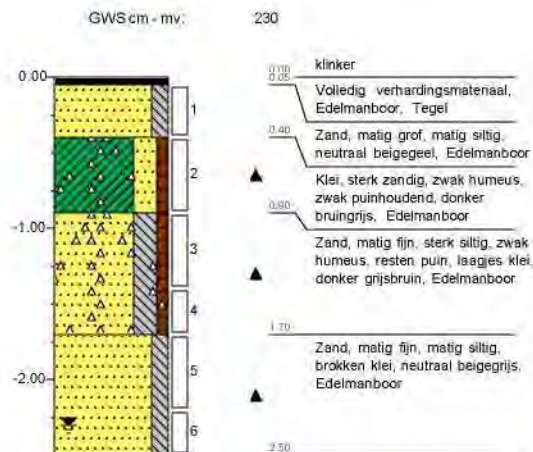 GWS cm - mv: 230
0.00
-1.00
-2.00
1
2
3
4
5
6
0.00
klinker
0.05
Volledig verhardingsmateriaal,
Edelmanboor, Tegel
0.40
Zand, matig grof, matig siltig,
neutraal beigegeel, Edelmanboor
Klei, sterk zandig, zwak humeus,
zwak puinhoudend, donker
bruingrijs, Edelmanboor
0.90
Zand, matig fijn, sterk siltig, zwak
humeus, resten puin, laagjes klei,
donker grijsbruin, Edelmanboor
1.70
Zand, matig fijn, matig siltig,
brokken klei, neutraal beigegrijs,
Edelmanboor
2.50